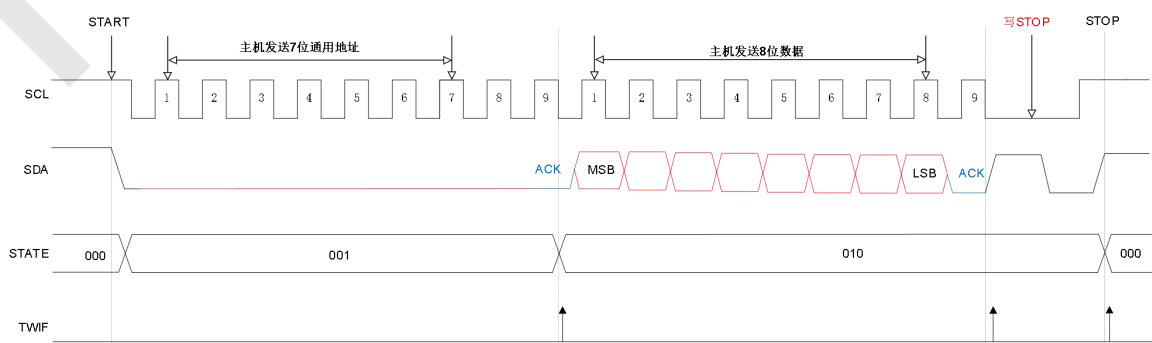 START
写STOP
STOP
主机发送7位通用地址
主机发送8位数据
SCL
1 2 3 4 5 6 7 8 9 1 2 3 4 5 6 7 8 9
SDA
ACK MSB LSB ACK
STATE
000 001 010 000
TWIF